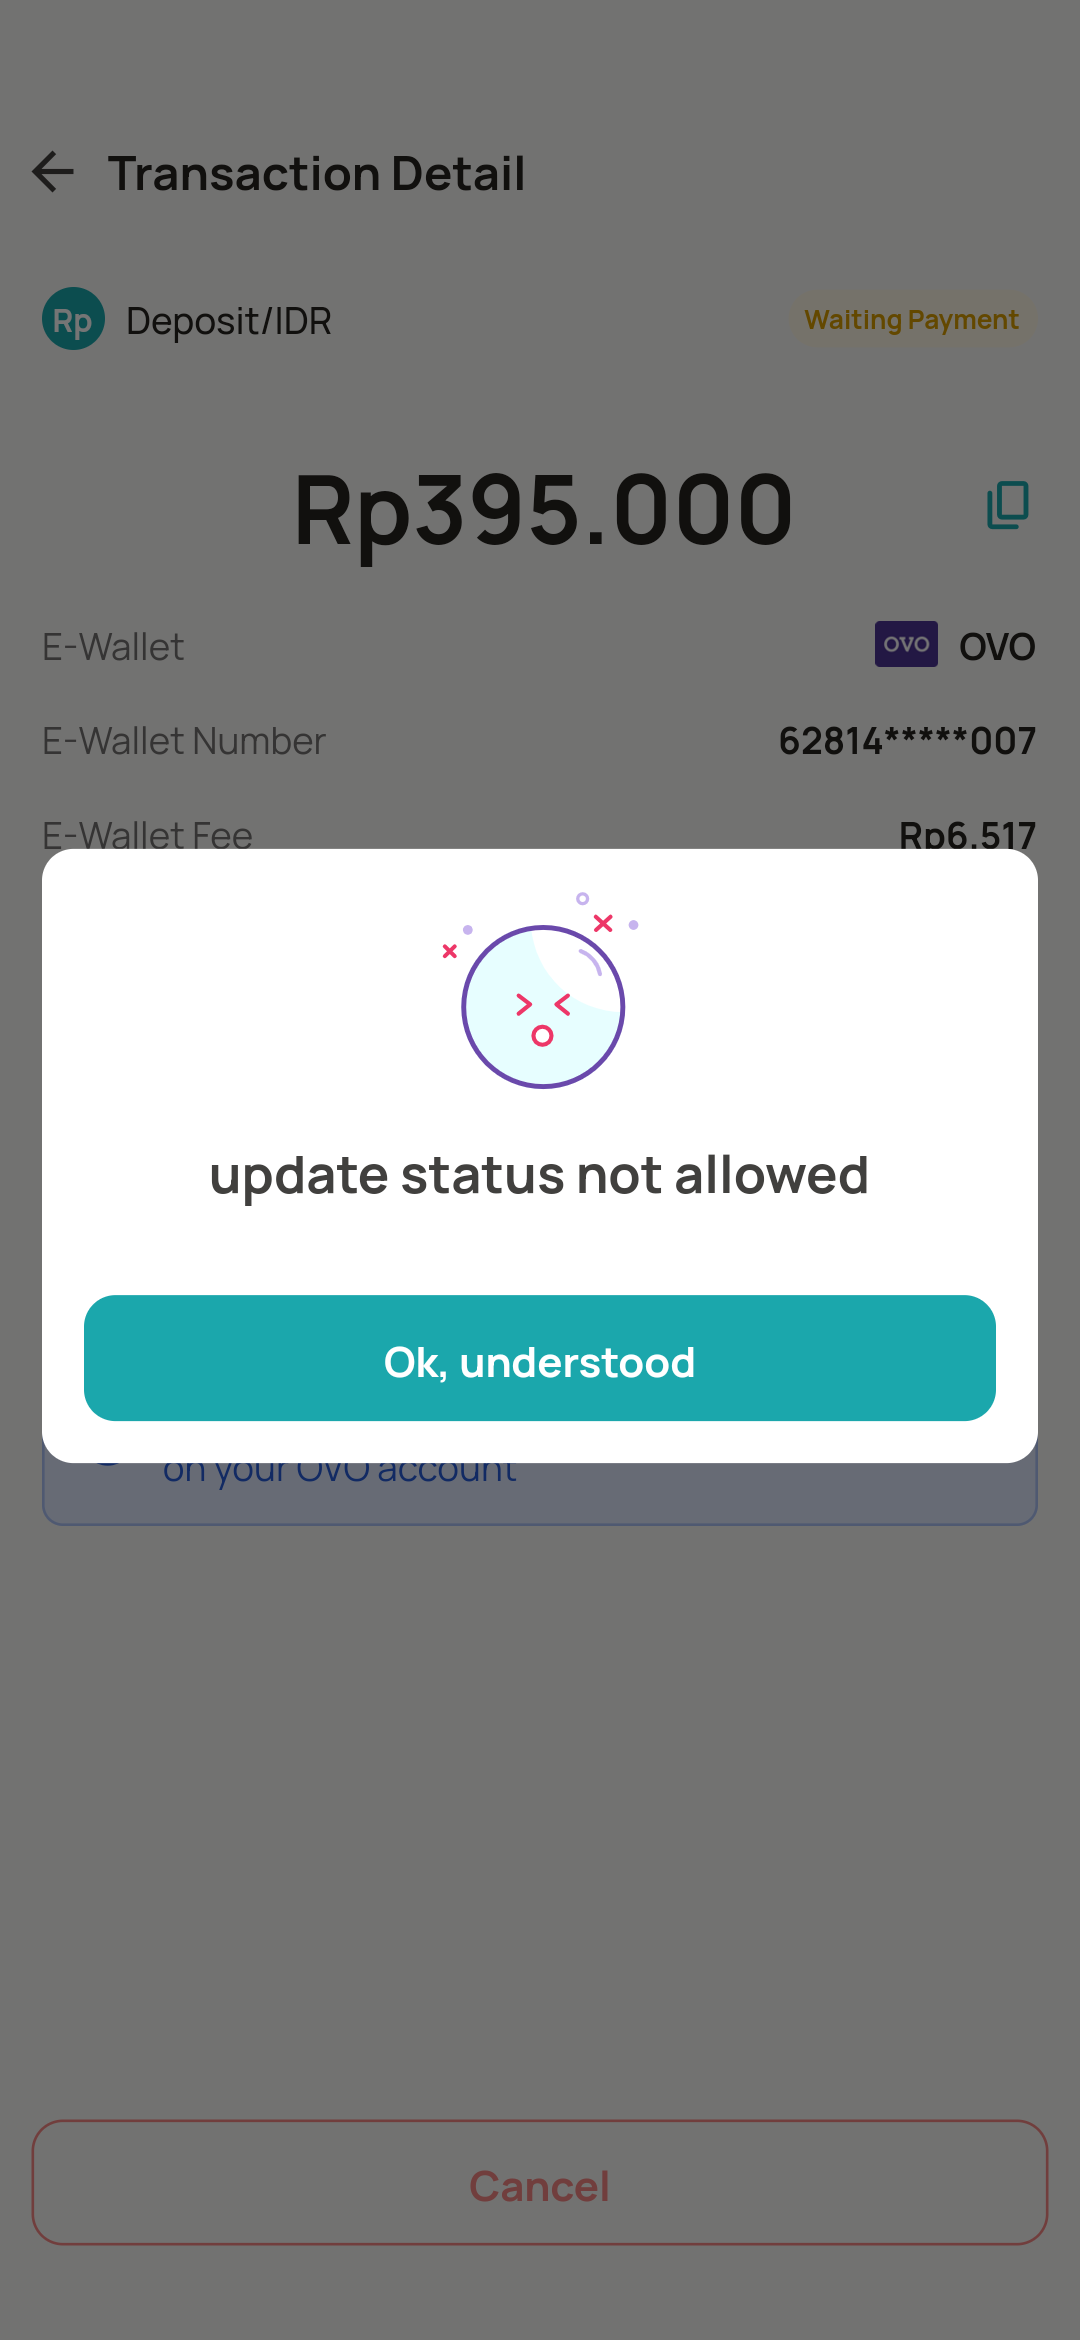 Transaction Detail
Rp Deposit/IDR Waiting Payment
Rp395.000
E-Wallet OVO OVO
E-Wallet Number 62814*****007
E-Wallet Fee Rp6.517
update status not allowed
Ok, understood
on your OVO account
Cancel